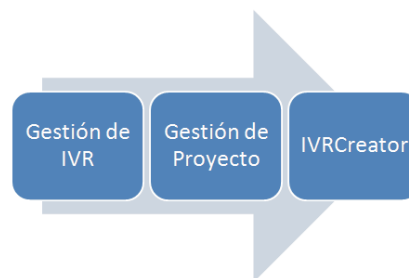 Gestión de
IVR
Gestión de
Proyecto
IVRCreator